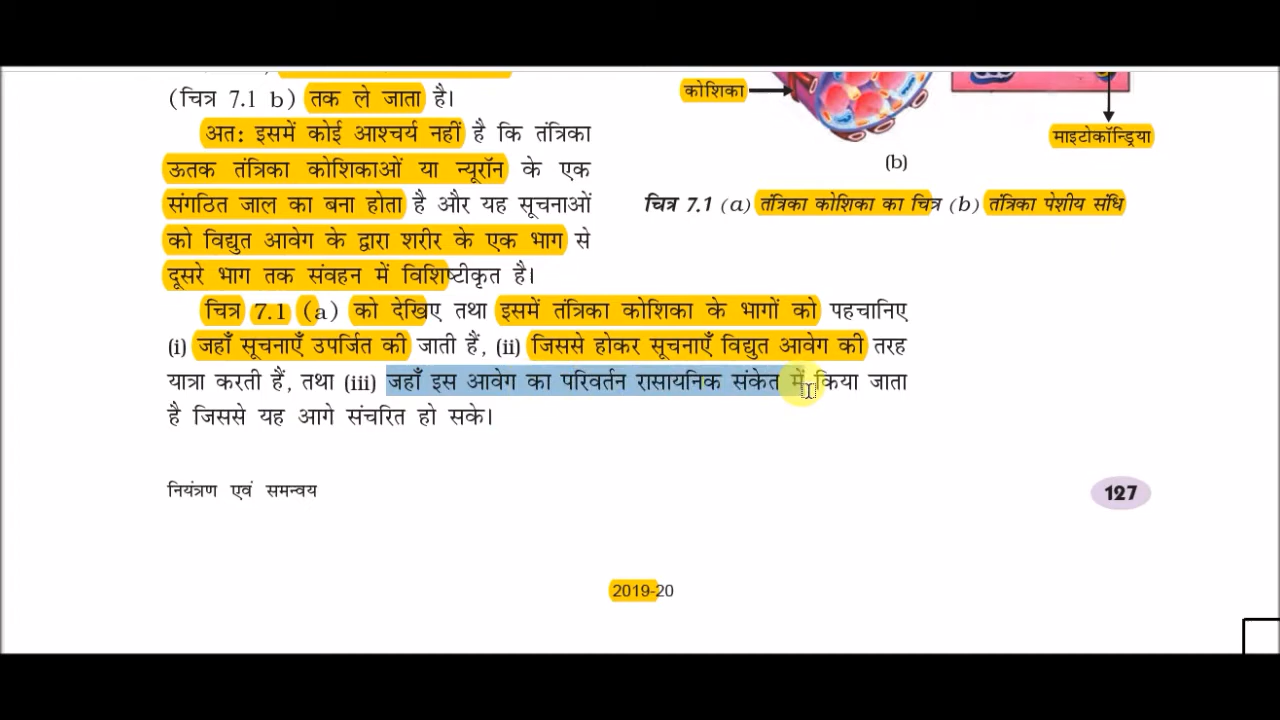 (चित्र 7.1 b) तक ले जाता है।
अत: इसमें कोई आश्चर्य नहीं है कि तंत्रिका
ऊतक तंत्रिका कोशिकाओं या न्यूरॉन के एक
संगठित जाल का बना होता है और यह सूचनाओं
को विद्युत आवेग के द्वारा शरीर के एक भाग से
दूसरे भाग तक संवहन में विशिष्टीकृत है।
कोशिका
माइटोकॉन्ड्रिया
(b)
चित्र 7.1 (a) तंत्रिका कोशिका का चित्र (b) तंत्रिका पेशीय संधि
चित्र 7.1 (a) को देखिए तथा इसमें तंत्रिका कोशिका के भागों को पहचानिए
(i) जहाँ सूचनाएँ उपर्जित की जाती हैं, (ii) जिससे होकर सूचनाएँ विद्युत आवेग की तरह
यात्रा करती हैं, तथा (iii) जहाँ इस आवेग का परिवर्तन रासायनिक संकेत में किया जाता
है जिससे यह आगे संचरित हो सके।
नियंत्रण एवं समन्वय
127
2019-20